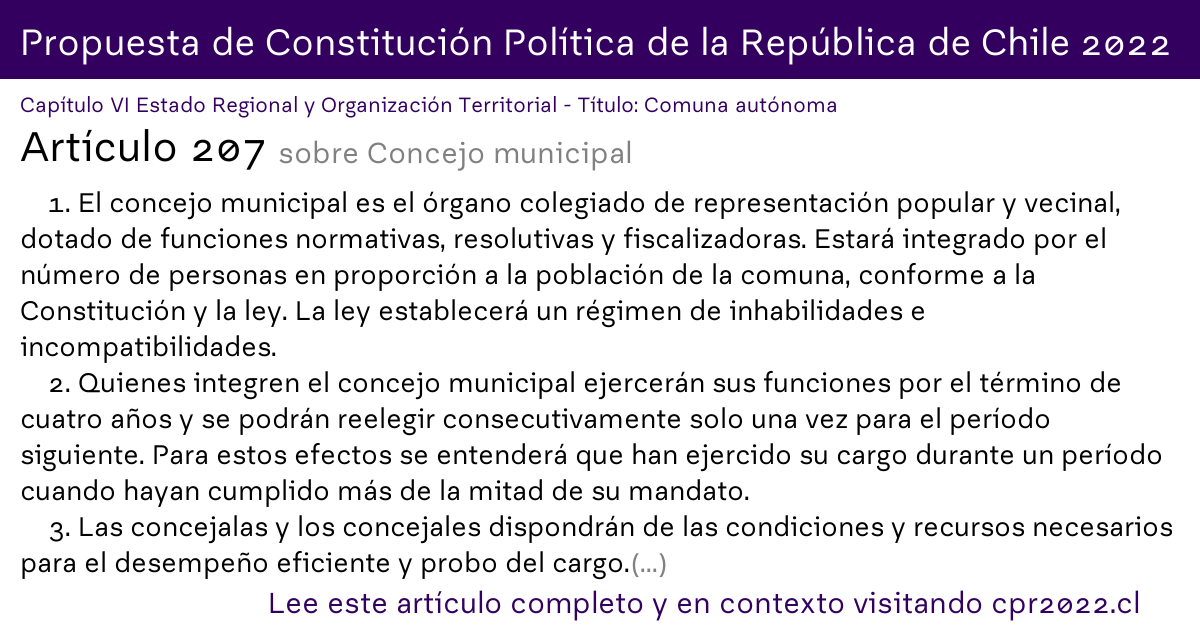 Propuesta de Constitución Política de la República de Chile 2022
Capítulo VI Estado Regional y Organización Territorial - Título: Comuna autónoma
Artículo 207 sobre Concejo municipal
1. El concejo municipal es el órgano colegiado de representación popular y vecinal,
dotado de funciones normativas, resolutivas y fiscalizadoras. Estará integrado por el
número de personas en proporción a la población de la comuna, conforme a la
Constitución y la ley. La ley establecerá un régimen de inhabilidades e
incompatibilidades.
2. Quienes integren el concejo municipal ejercerán sus funciones por el término de
cuatro años y se podrán reelegir consecutivamente solo una vez para el período
siguiente. Para estos efectos se entenderá que han ejercido su cargo durante un período
cuando hayan cumplido más de la mitad de su mandato.
3. Las concejalas y los concejales dispondrán de las condiciones y recursos necesarios
para el desempeño eficiente y probo del cargo.(...)
Lee este artículo completo y en contexto visitando cpr2022.cl